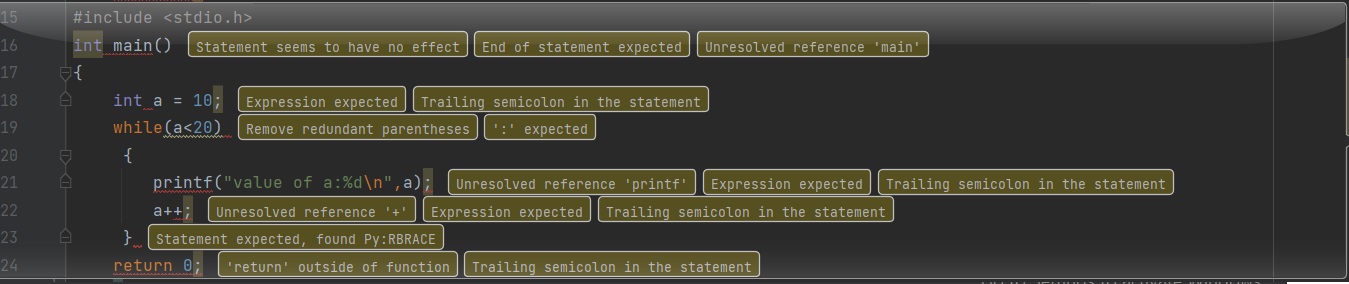 15 #include <stdio.h>
16 int main() Statement seems to have no effect End of statement expected Unresolved reference 'main'
17 {
18 int a = 10; Expression expected Trailing semicolon in the statement
19 while(a<20) Remove redundant parentheses ':' expected
20 {
21 printf("value of a:%d\n",a); Unresolved reference 'printf' Expression expected Trailing semicolon in the statement
22 a++; Unresolved reference '+' Expression expected Trailing semicolon in the statement
23 } Statement expected, found Py:RBRACE
24 return 0; 'return' outside of function Trailing semicolon in the statement